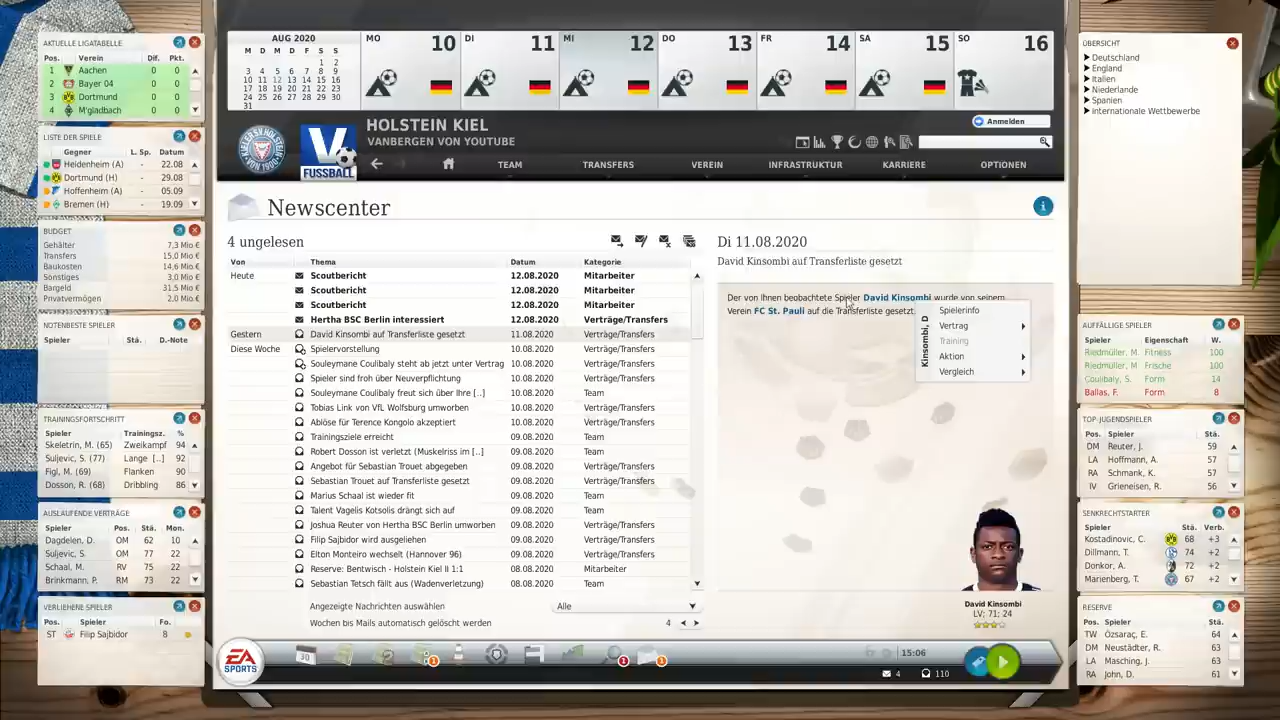 AKTUELLE LIGATABELLE
Pos. Verein Dif. Pkt.
1 Aachen 0 0
2 Bayer 04 0 0
3 Dortmund 0 0
4 M'gladbach 0 0
LISTE DER SPIELE
Gegner L. Sp. Datum
Heidenheim (A) - 22.08
Dortmund (H) - 29.08
Hoffenheim (A) - 05.09
Bremen (H) - 19.09
BUDGET
Gehälter 7,3 Mio €
Transfers 15,0 Mio €
Baukosten 14,6 Mio €
Sonstiges 3,0 Mio €
Bargeld 31,5 Mio €
Privatvermögen 2,0 Mio €
NOTENBESTE SPIELER
Spieler Stä. D.-Note
TRAININGSFORTSCHRITT
Spieler Trainingsz. %
Skeletrin, M. (65) Zweikampf 94
Suljevic, S. (77) Lange [..] 92
Figl, M. (69) Flanken 90
Dosson, R. (68) Dribbling 86
AUSLAUFENDE VERTRÄGE
Spieler Pos. Stä. Mon.
Dagdelen, D. OM 62 10
Suljevic, S. OM 77 22
Schaal, M. RV 75 22
Brinkmann, P. RM 73 22
VERLIEHENE SPIELER
Pos. Spieler Fo.
ST Filip Sajbidor 8
AUG 2020
M D M D F S S
1 2
3 4 5 6 7 8 9
10 11 12 13 14 15 16
17 18 19 20 21 22 23
24 25 26 27 28 29 30
31
MO 10
DI 11
MI 12
DO 13
FR 14
SA 15
SO 16
HOLSTEIN KIEL
VANBERGEN VON YOUTUBE
V
FUSSBALL
Anmelden
TEAM TRANSFERS VEREIN INFRASTRUKTUR KARRIERE OPTIONEN
Newscenter
4 ungelesen
Von Thema Datum Kategorie
Heute Scoutbericht 12.08.2020 Mitarbeiter
Scoutbericht 12.08.2020 Mitarbeiter
Scoutbericht 12.08.2020 Mitarbeiter
Hertha BSC Berlin interessiert 12.08.2020 Verträge/Transfers
Gestern David Kinsombi auf Transferliste gesetzt 11.08.2020 Verträge/Transfers
Diese Woche Spielervorstellung 10.08.2020 Verträge/Transfers
Souleymane Coulibaly steht ab jetzt unter Vertrag 10.08.2020 Verträge/Transfers
Spieler sind froh über Neuverpflichtung 10.08.2020 Verträge/Transfers
Souleymane Coulibaly freut sich über Ihre [..] 10.08.2020 Team
Tobias Link von VfL Wolfsburg umworben 10.08.2020 Verträge/Transfers
Ablöse für Terence Kongolo akzeptiert 10.08.2020 Verträge/Transfers
Trainingsziele erreicht 09.08.2020 Team
Robert Dosson ist verletzt (Muskelriss im [..] 09.08.2020 Team
Angebot für Sebastian Trouet abgegeben 09.08.2020 Verträge/Transfers
Sebastian Trouet auf Transferliste gesetzt 09.08.2020 Verträge/Transfers
Marius Schaal ist wieder fit 09.08.2020 Team
Talent Vagelis Kotsolis drängt sich auf 09.08.2020 Team
Joshua Reuter von Hertha BSC Berlin umworben 09.08.2020 Verträge/Transfers
Filip Sajbidor wird ausgeliehen 09.08.2020 Verträge/Transfers
Elton Monteiro wechselt (Hannover 96) 09.08.2020 Verträge/Transfers
Reserve: Bentwisch - Holstein Kiel II 1:1 08.08.2020 Mitarbeiter
Sebastian Tetsch fällt aus (Wadenverletzung) 08.08.2020 Team
Angezeigte Nachrichten auswählen Alle
Wochen bis Mails automatisch gelöscht werden 4
Di 11.08.2020
David Kinsombi auf Transferliste gesetzt
Der von Ihnen beobachtete Spieler David Kinsombi wurde von seinem
Verein FC St. Pauli auf die Transferliste gesetzt
Kinsombi, D
Spielerinfo
Vertrag
Training
Aktion
Vergleich
David Kinsombi
LV; 71; 24
EA
SPORTS
30
1
1
1
15:06
4 110
ÜBERSICHT
Deutschland
England
Italien
Niederlande
Spanien
Internationale Wettbewerbe
AUFFÄLLIGE SPIELER
Spieler Eigenschaft W.
Riedmüller, M. Fitness 100
Riedmüller, M. Frische 100
Coulibaly, S. Form 14
Ballas, F. Form 8
TOP-JUGENDSPIELER
Pos. Spieler Stä.
DM Reuter, J. 59
LA Hoffmann, A. 57
RA Schmank, K. 57
IV Grieneisen, R. 56
SENKRECHTSTARTER
Spieler Stä. Verb.
Kostadinovic, C. 68 +3
Dillmann, T. 74 +2
Donkor, A. 72 +2
Marienberg, T. 67 +2
RESERVE
Pos. Spieler Stä.
TW Özsaraç, E. 64
DM Neustädter, R. 63
LA Masching, J. 63
RA John, D. 61